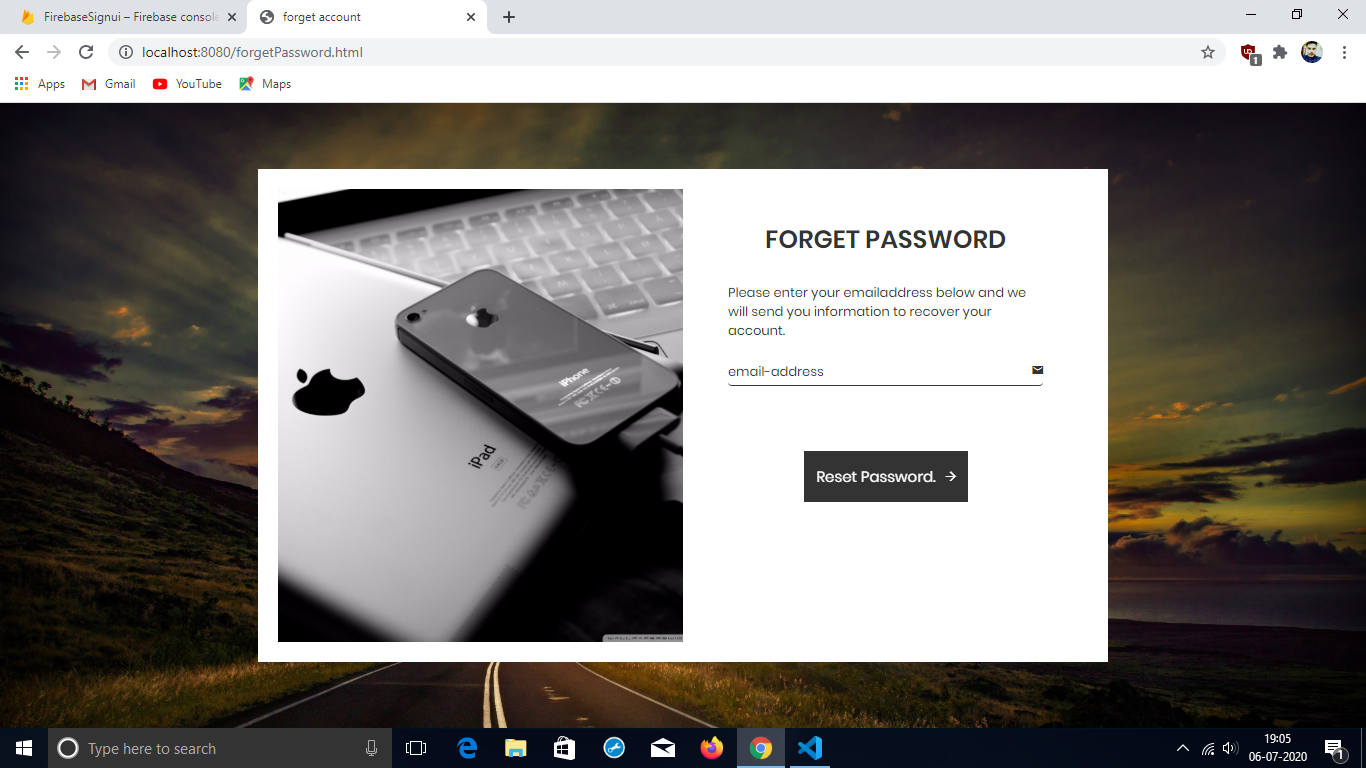 FirebaseSignui – Firebase console
forget account
localhost:8080/forgetPassword.html
1
Apps
Gmail
YouTube
Maps
FORGET PASSWORD
Please enter your emailaddress below and we
will send you information to recover your
account.
email-address
Reset Password.
iPhone
iPad
Type here to search
19:05
06-07-2020
1